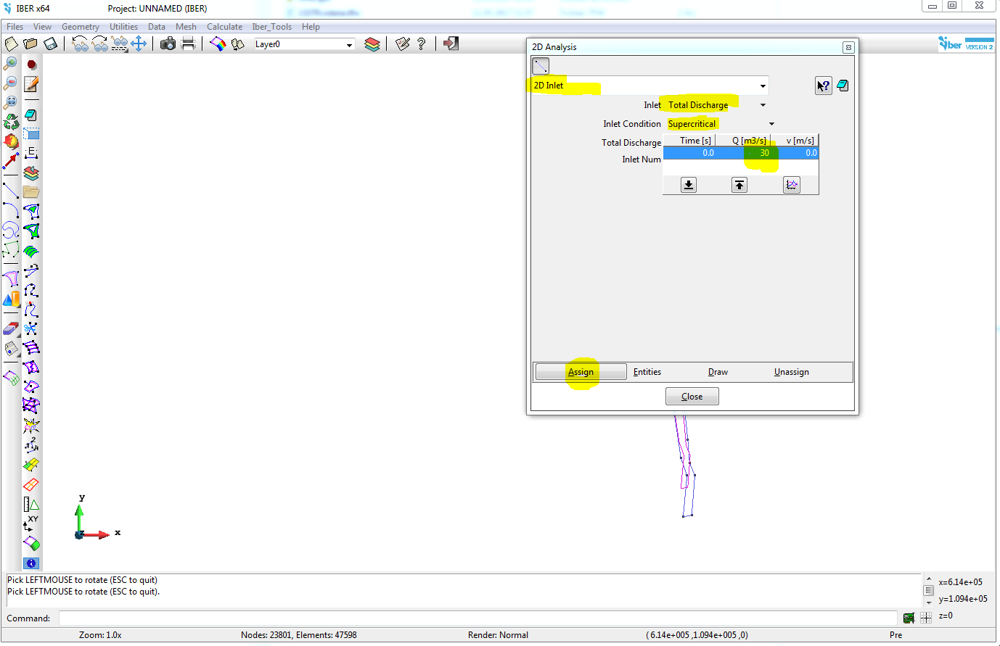 IBER x64 Project: UNNAMED (IBER)
Files View Geometry Utilities Data Mesh Calculate Iber_Tools Help
Layer0
?
iber VERSION 2
2D Analysis
2D Inlet
?
Inlet Total Discharge
Inlet Condition Supercritical
Total Discharge Time [s] Q [m3/s] v [m/s]
0.0 30 0.0
Inlet Num
Assign Entities Draw Unassign
Close
E
2
1
XY
y
z x
Pick LEFTMOUSE to rotate (ESC to quit)
Pick LEFTMOUSE to rotate (ESC to quit).
x=6.14e+05
y=1.094e+05
z=0
Command:
Zoom: 1.0x Nodes: 23801, Elements: 47598 Render: Normal ( 6.14e+005 ,1.094e+005 ,0) Pre